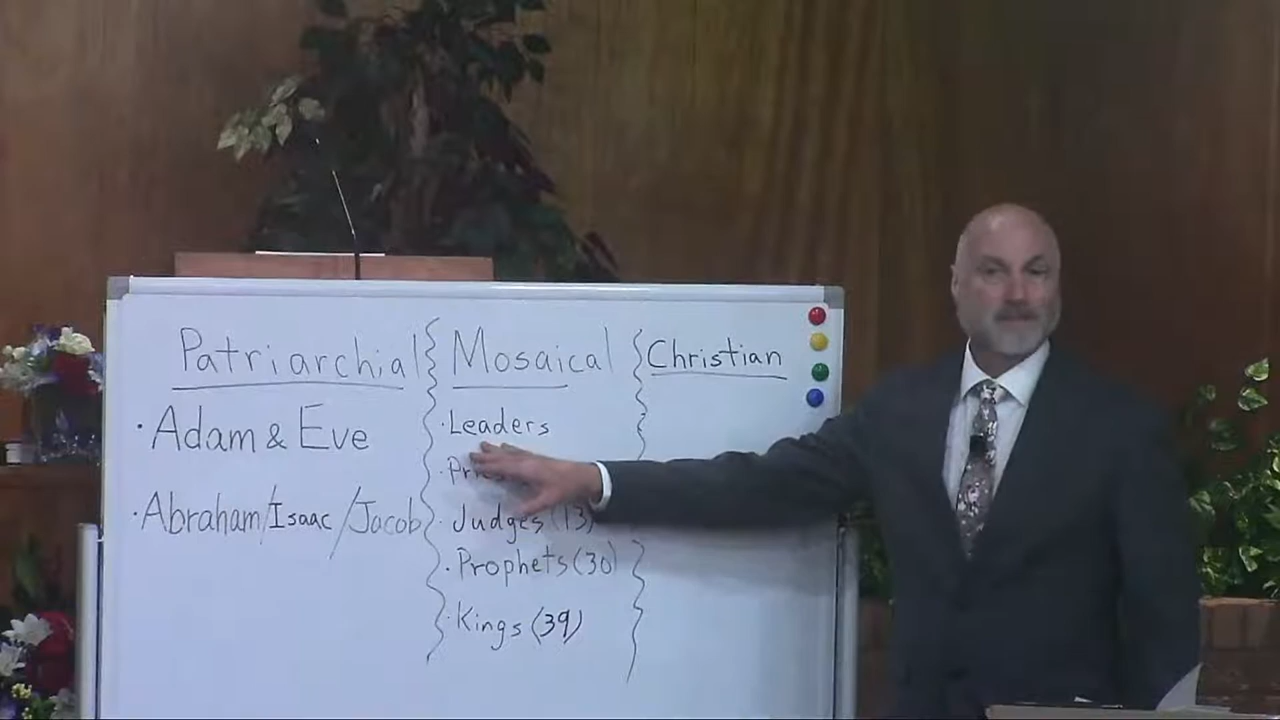 Patriarchial
Mosaical
Christian
· Adam & Eve
· Abraham/Isaac/Jacob
· Leaders
· Judges (13)
· Prophets (30)
· Kings (39)